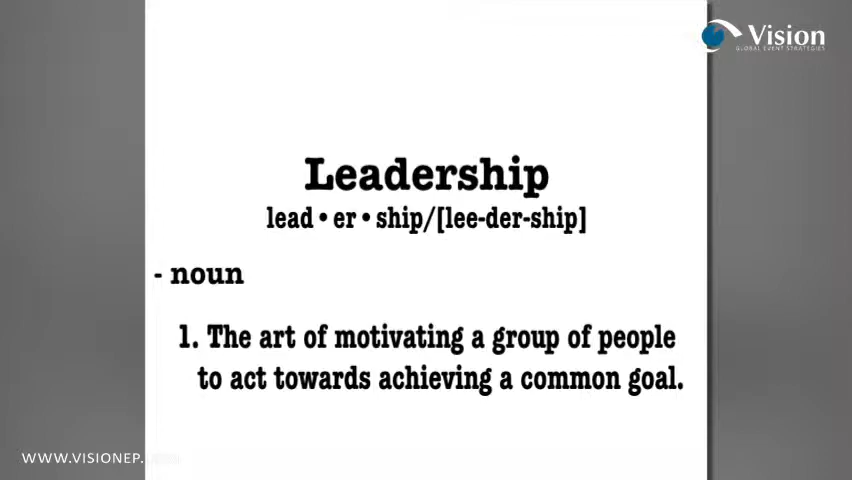 Vision
GLOBAL EVENT STRATEGIES
Leadership
lead • er • ship/[lee-der-ship]
- noun
1. The art of motivating a group of people
to act towards achieving a common goal.
WWW.VISIONEP.